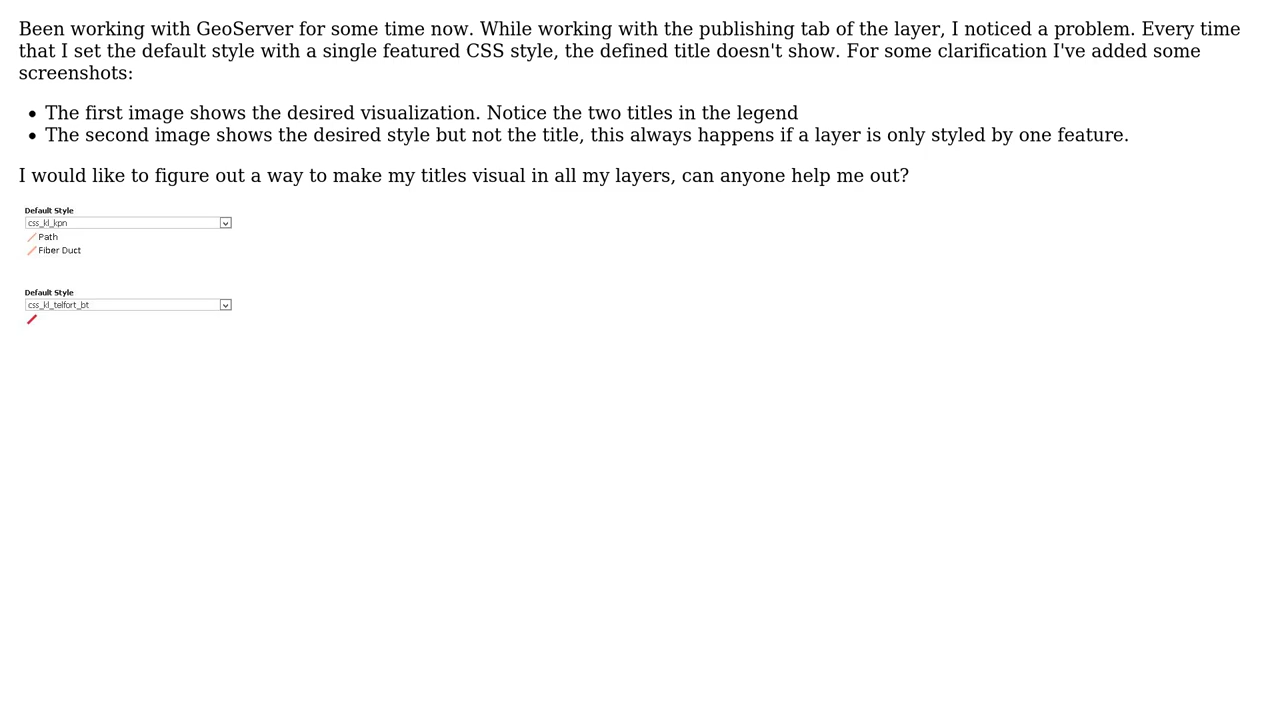 Been working with GeoServer for some time now. While working with the publishing tab of the layer, I noticed a problem. Every time
that I set the default style with a single featured CSS style, the defined title doesn't show. For some clarification I've added some
screenshots:
• The first image shows the desired visualization. Notice the two titles in the legend
• The second image shows the desired style but not the title, this always happens if a layer is only styled by one feature.
I would like to figure out a way to make my titles visual in all my layers, can anyone help me out?
Default Style
css_kl_kpn
Path
Fiber Duct
Default Style
css_kl_telfort_bt